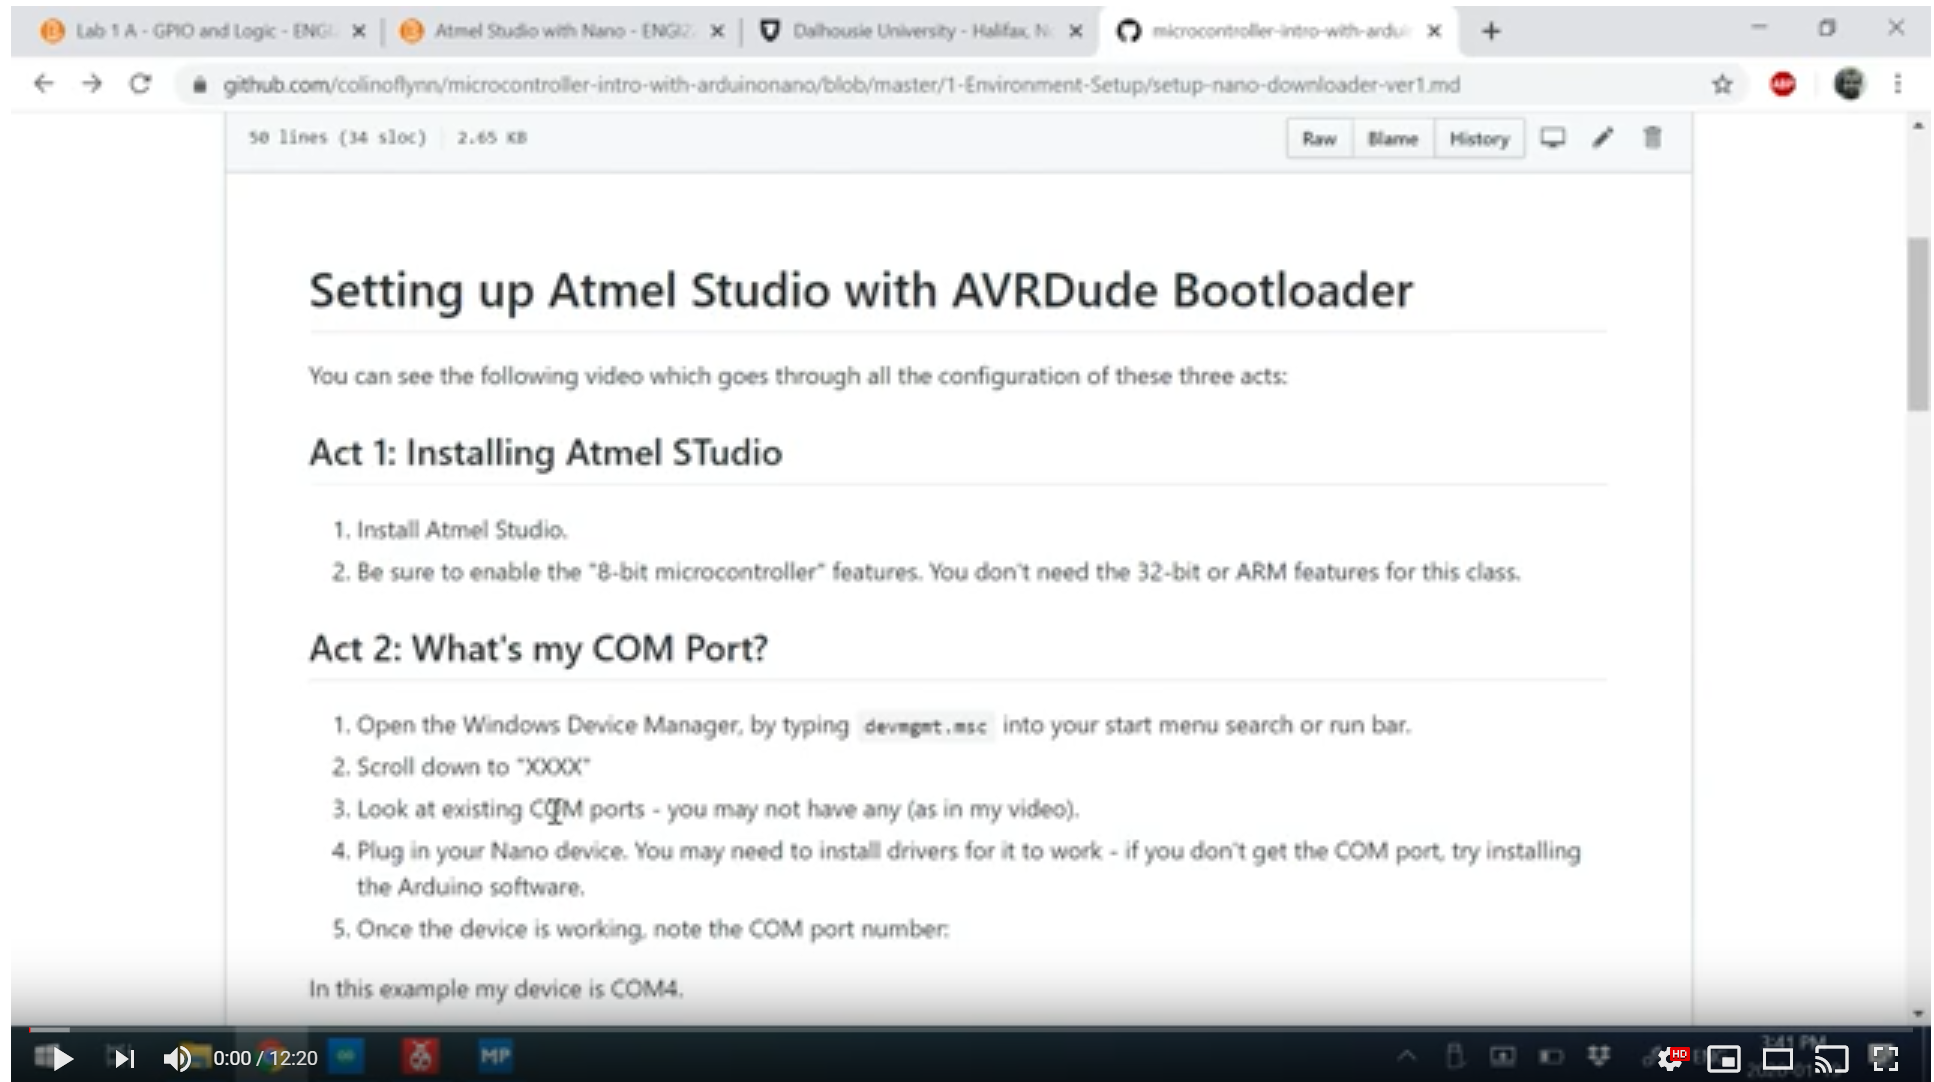 Lab 1 A - GPIO and Logic - ENGI
Atmel Studio with Nano - ENGI2
Dalhousie University - Halifax, N
microcontroller-intro-with-ardui
github.com/colinoflynn/microcontroller-intro-with-arduinonano/blob/master/1-Environment-Setup/setup-nano-downloader-ver1.md
ABP
50 lines (34 sloc) 2.65 KB
Raw Blame History
Setting up Atmel Studio with AVRDude Bootloader
You can see the following video which goes through all the configuration of these three acts:
Act 1: Installing Atmel STudio
1. Install Atmel Studio.
2. Be sure to enable the "8-bit microcontroller" features. You don't need the 32-bit or ARM features for this class.
Act 2: What's my COM Port?
1. Open the Windows Device Manager, by typing devmgmt.msc into your start menu search or run bar.
2. Scroll down to "XXXX"
3. Look at existing COM ports - you may not have any (as in my video).
4. Plug in your Nano device. You may need to install drivers for it to work - if you don't get the COM port, try installing
the Arduino software.
5. Once the device is working, note the COM port number:
In this example my device is COM4.
0:00 / 12:20
MP
HD
3:41 PM